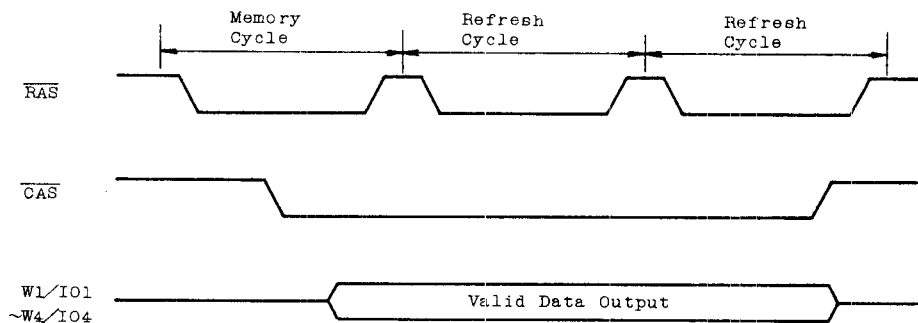 Memory Cycle
Refresh Cycle
Refresh Cycle
RAS
CAS
W1/IO1
~W4/IO4
Valid Data Output